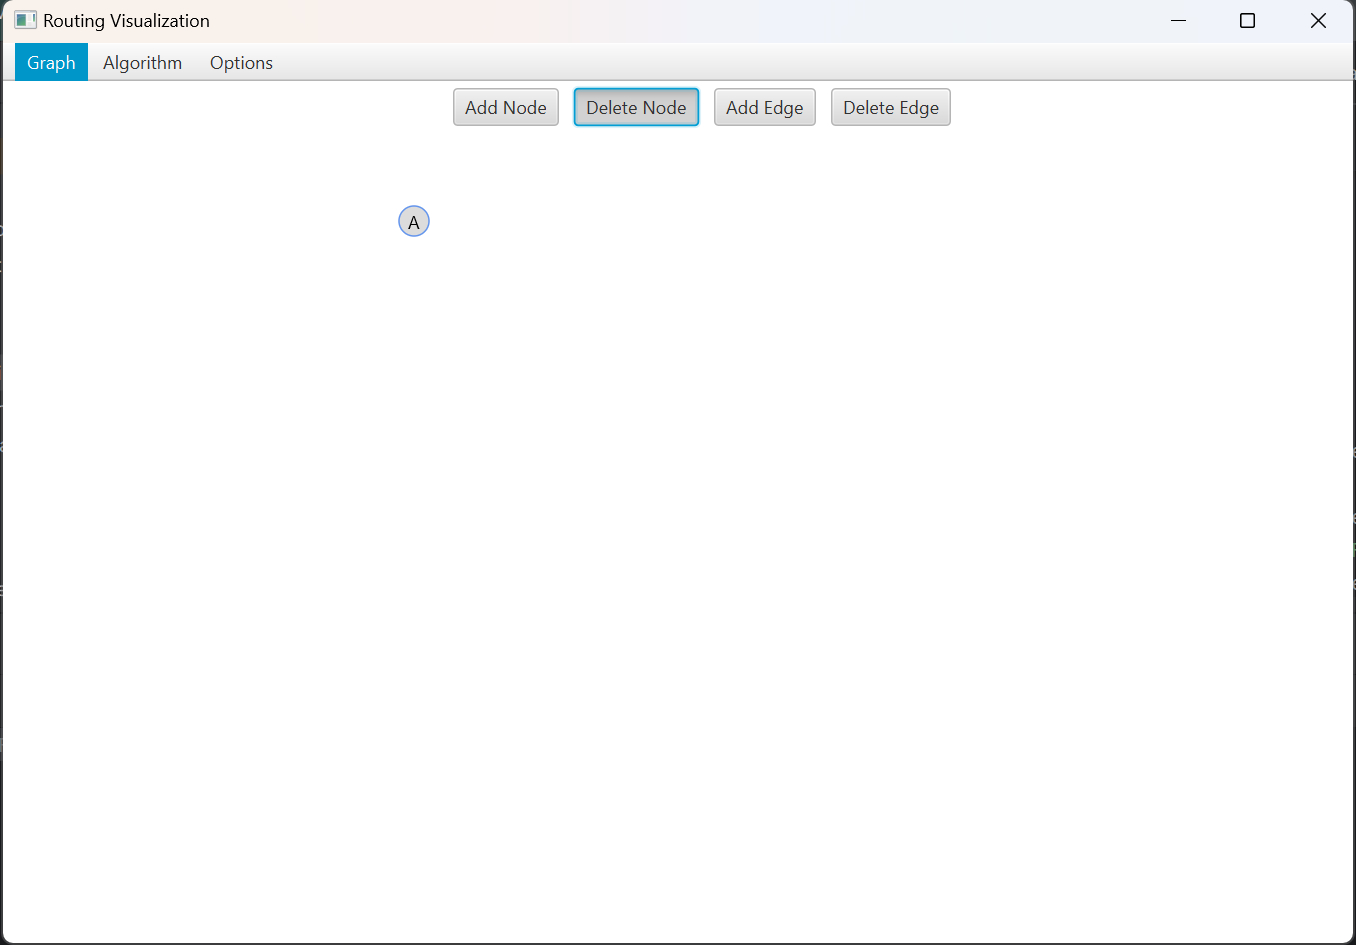 Routing Visualization
Graph Algorithm Options
Add Node Delete Node Add Edge Delete Edge
A